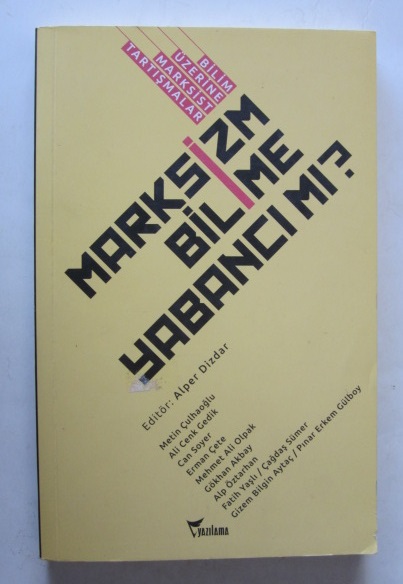 BİLİM
ÜZERİNE
MARKSİST
TARTIŞMALAR
MARKSİZM
BİLİME
YABANCI MI?
Editör: Alper Dizdar
Metin Çulhaoğlu
Ali Cenk Gedik
Can Soyer
Erman Çete
Mehmet Ali Olpak
Gökhan Akbay
Alp Öztarhan
Fatih Yaşlı / Çağdaş Sümer
Gizem Bilgin Aytaç / Pınar Erkem Gülboy
yazılama